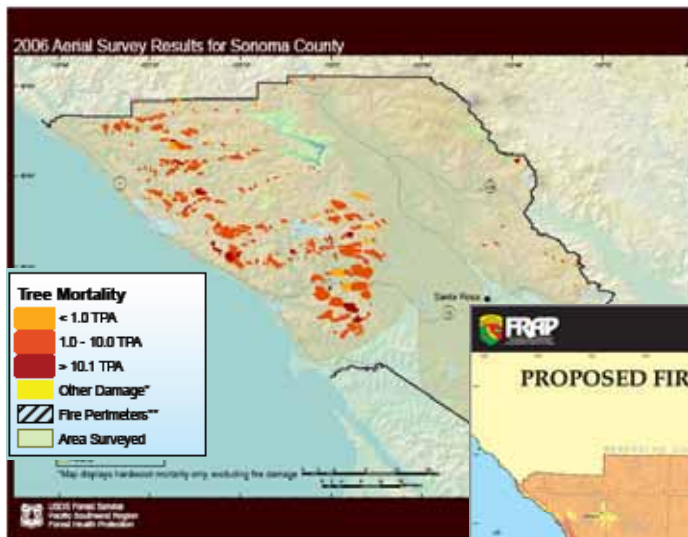 2006 Aerial Survey Results for Sonoma County
Santa Rosa
Tree Mortality
< 1.0 TPA
1.0 - 10.0 TPA
> 10.1 TPA
Other Damage*
Fire Perimeters**
Area Surveyed
*Map displays hardwood mortality only, excluding fire damage
USDA Forest Service
Pacific Southwest Region
Forest Health Protection
FRAP
PROPOSED FIR